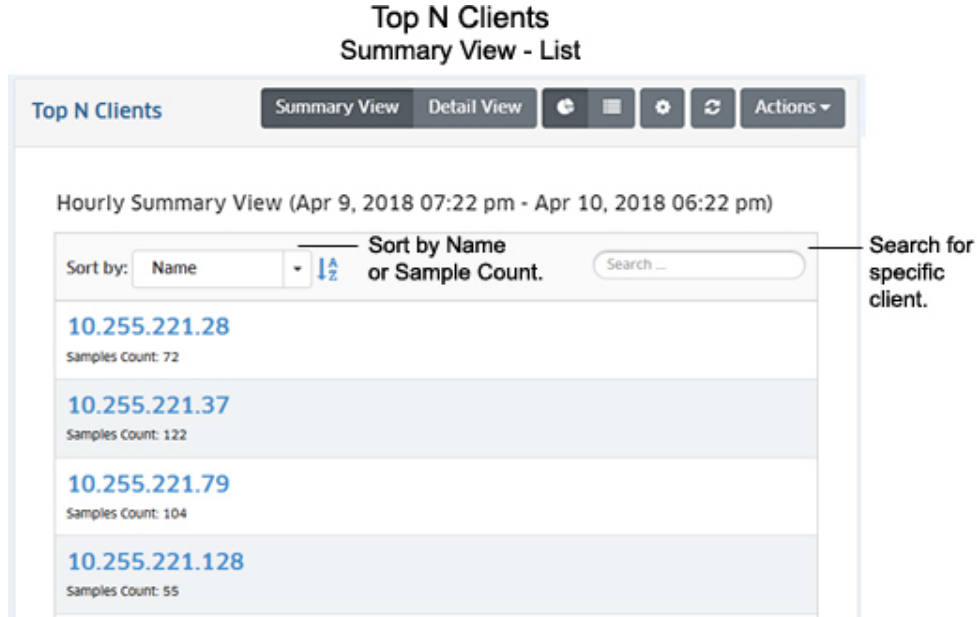 Top N Clients
Summary View - List
Top N Clients
Summary View
Detail View
Actions
Hourly Summary View (Apr 9, 2018 07:22 pm - Apr 10, 2018 06:22 pm)
Sort by:
Name
A
Z
Sort by Name
or Sample Count.
Search ...
Search for
specific
client.
10.255.221.28
Samples Count: 72
10.255.221.37
Samples Count: 122
10.255.221.79
Samples Count: 104
10.255.221.128
Samples Count: 55